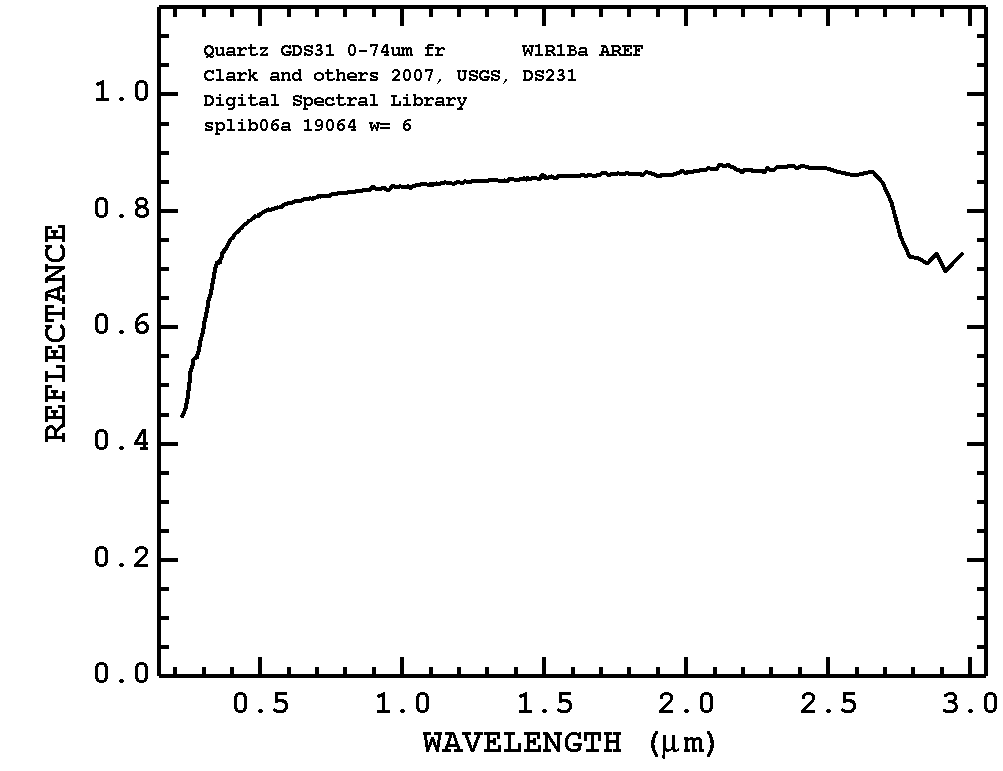 Quartz GDS31 0-74um fr W1R1Ba AREF
Clark and others 2007, USGS, DS231
Digital Spectral Library
splib06a 19064 w= 6
REFLECTANCE
1.0
0.8
0.6
0.4
0.2
0.0
0.5 1.0 1.5 2.0 2.5 3.0
WAVELENGTH (μm)